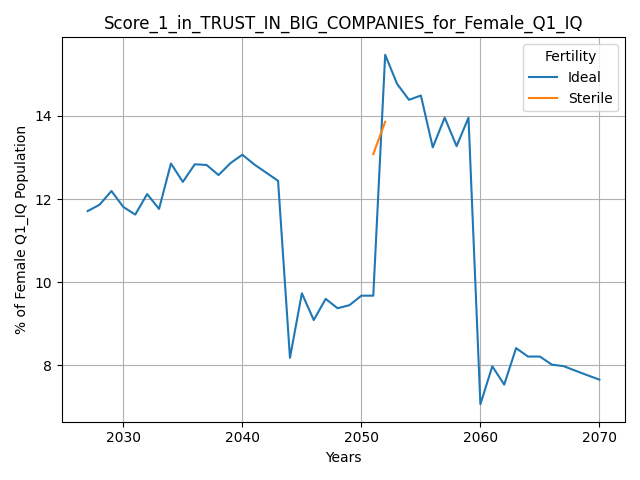 Score_1_in_TRUST_IN_BIG_COMPANIES_for_Female_Q1_IQ
Fertility
Ideal
Sterile
% of Female Q1_IQ Population
14
12
10
8
2030
2040
2050
2060
2070
Years